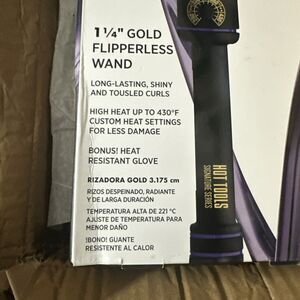 1 ¼" GOLD
FLIPPERLESS
WAND
LONG-LASTING, SHINY
AND TOUSLED CURLS
HIGH HEAT UP TO 430°F
CUSTOM HEAT SETTINGS
FOR LESS DAMAGE
BONUS! HEAT
RESISTANT GLOVE
RIZADORA GOLD 3.175 cm
RIZOS DESPEINADO, RADIANTE
Y DE LARGA DURACIÓN
TEMPERATURA ALTA DE 221 °C
AJUSTE DE TEMPERATURA PARA
MENOR DAÑO
¡BONO! GUANTE
RESISTENTE AL CALOR
HOT TOOLS
SIGNATURE SERIES